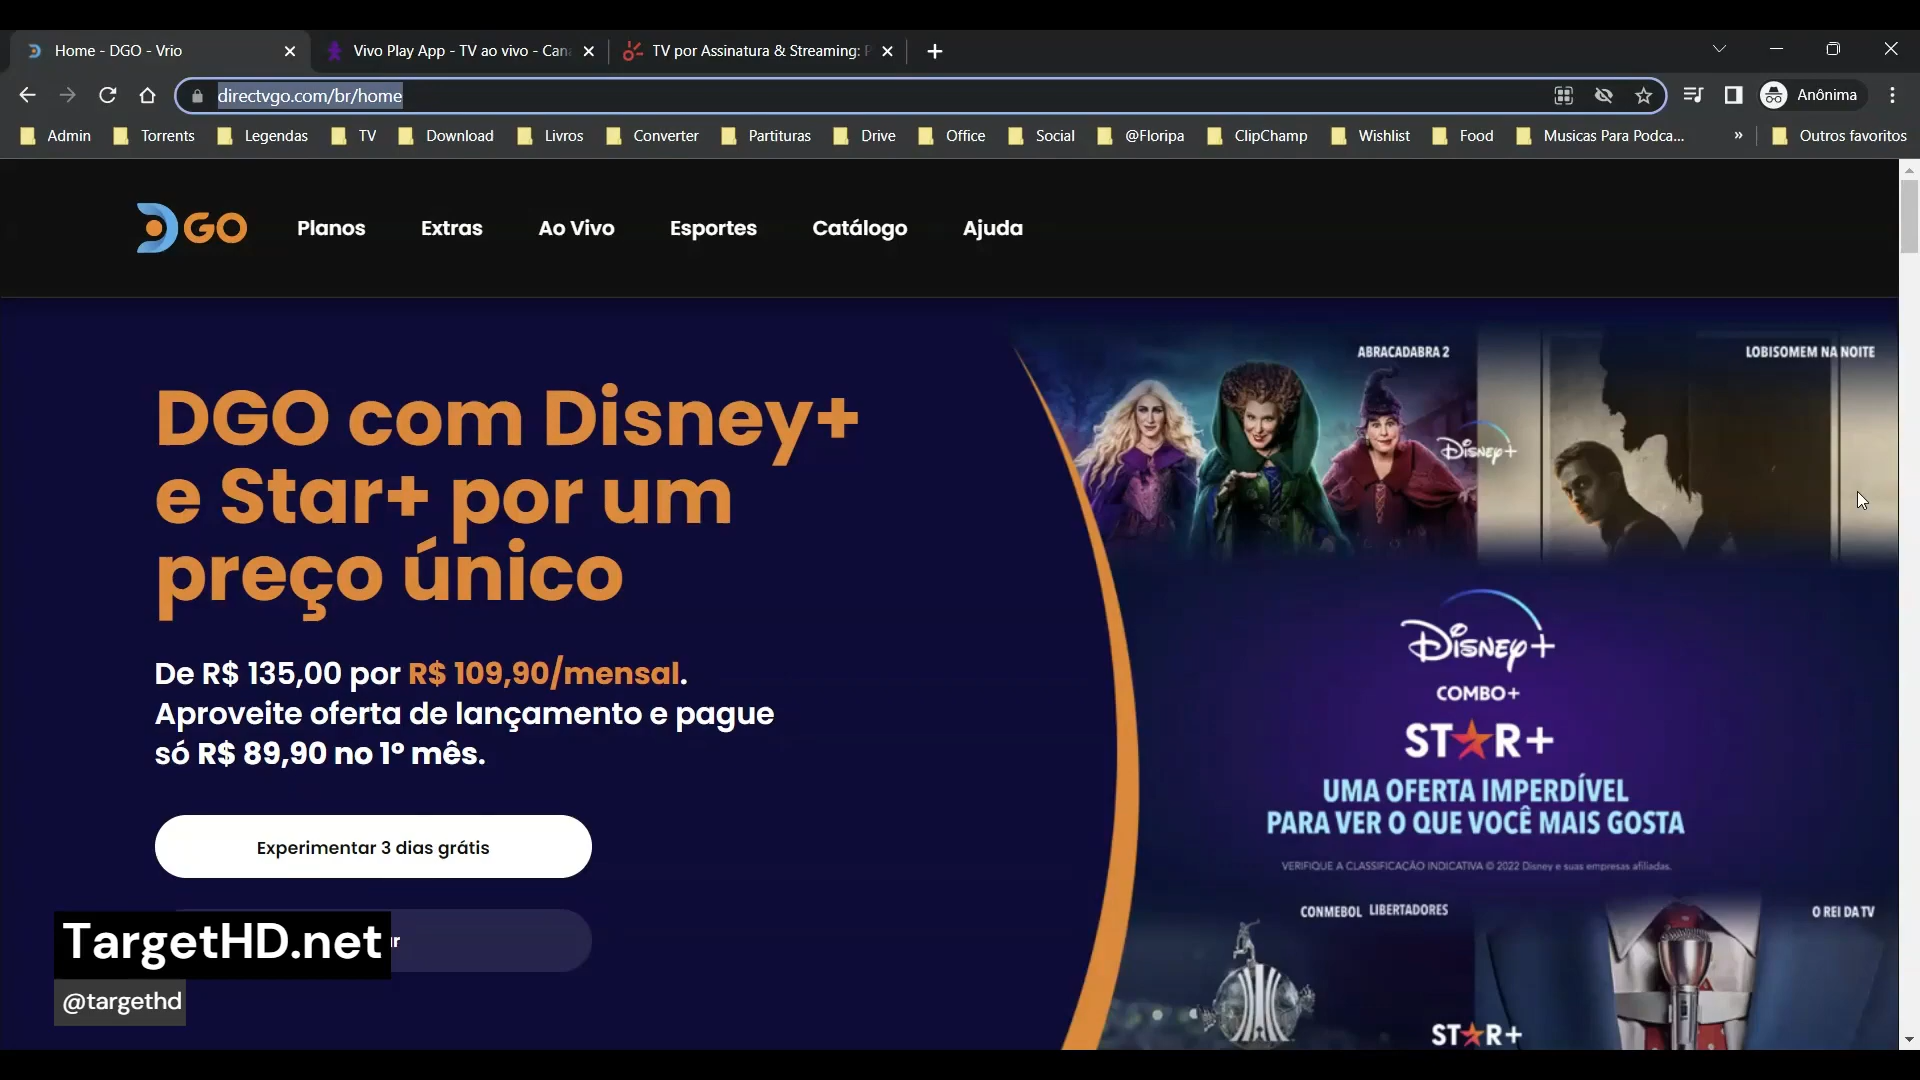 Home - DGO - Vrio
Vivo Play App - TV ao vivo - Can
TV por Assinatura & Streaming: P
directvgo.com/br/home
Anônima
Admin
Torrents
Legendas
TV
Download
Livros
Converter
Partituras
Drive
Office
Social
@Floripa
ClipChamp
Wishlist
Food
Musicas Para Podca...
»
Outros favoritos
DGO
Planos
Extras
Ao Vivo
Esportes
Catálogo
Ajuda
DGO com Disney+
e Star+ por um
preço único
De R$ 135,00 por R$ 109,90/mensal.
Aproveite oferta de lançamento e pague
só R$ 89,90 no 1º mês.
Experimentar 3 dias grátis
TargetHD.net
@targethd
ABRACADABRA 2
LOBISOMEM NA NOITE
Disney+
Disney+
COMBO+
STAR+
UMA OFERTA IMPERDÍVEL
PARA VER O QUE VOCÊ MAIS GOSTA
VERIFIQUE A CLASSIFICAÇÃO INDICATIVA © 2022 Disney e suas empresas afiliadas.
CONMEBOL LIBERTADORES
O REI DA TV
STAR+